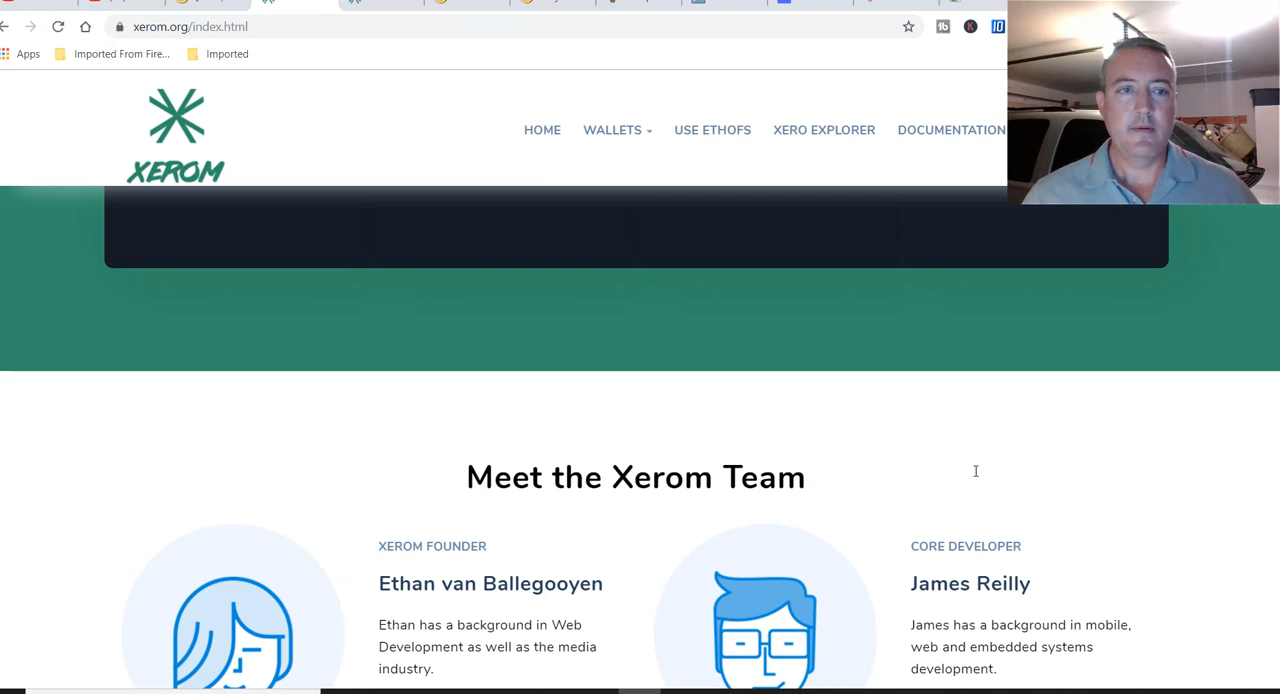 xerom.org/index.html
Apps
Imported From Fire...
Imported
XEROM
HOME
WALLETS
USE ETHOFS
XERO EXPLORER
DOCUMENTATION
Meet the Xerom Team
XEROM FOUNDER
Ethan van Ballegooyen
Ethan has a background in Web
Development as well as the media
industry.
CORE DEVELOPER
James Reilly
James has a background in mobile,
web and embedded systems
development.